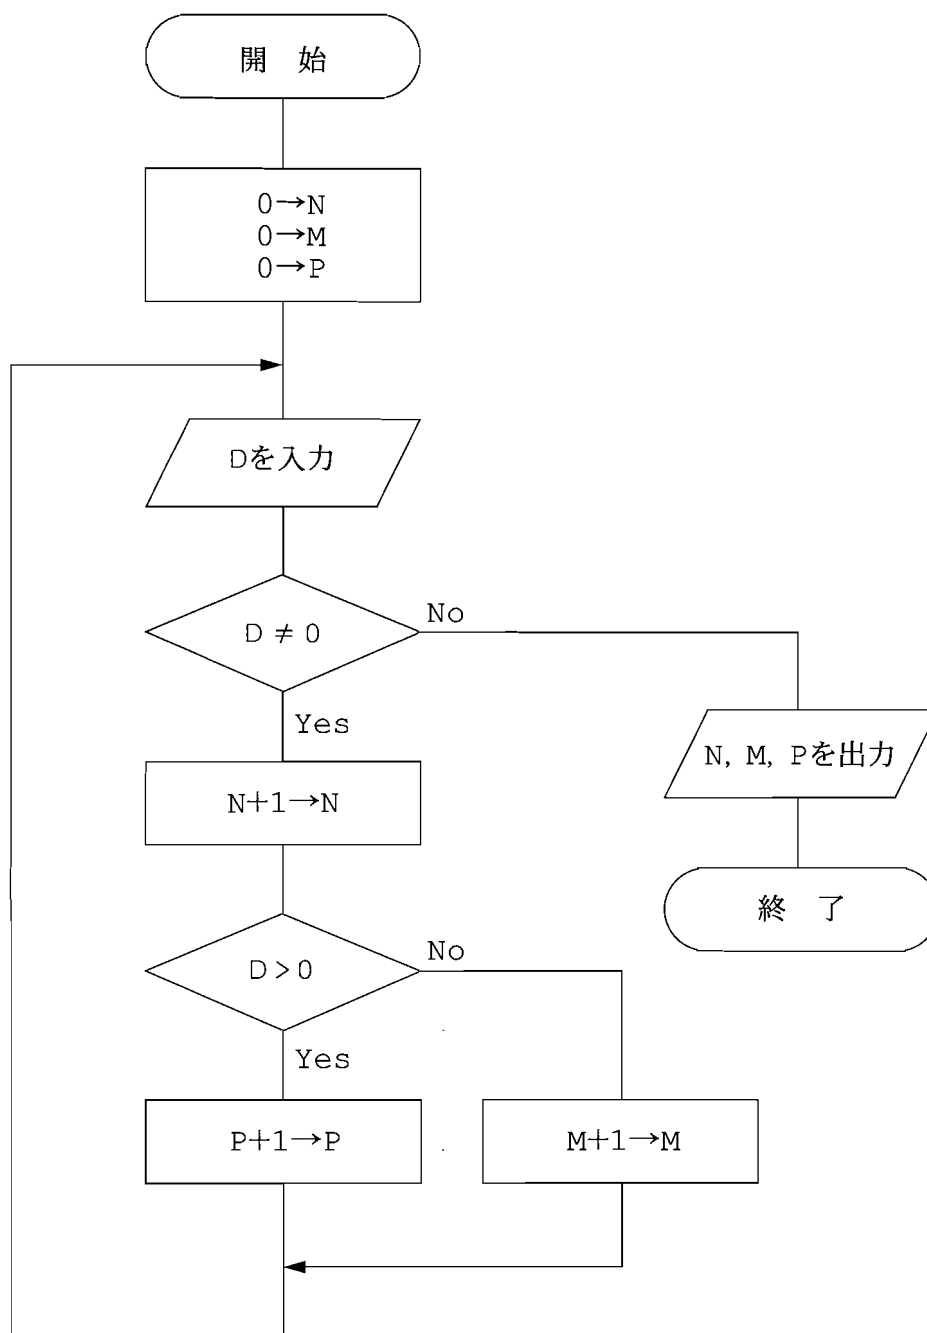 開 始
0→N
0→M
0→P
Dを入力
D ≠ 0
No
Yes
N, M, Pを出力
N+1→N
終 了
D > 0
No
Yes
P+1→P
M+1→M